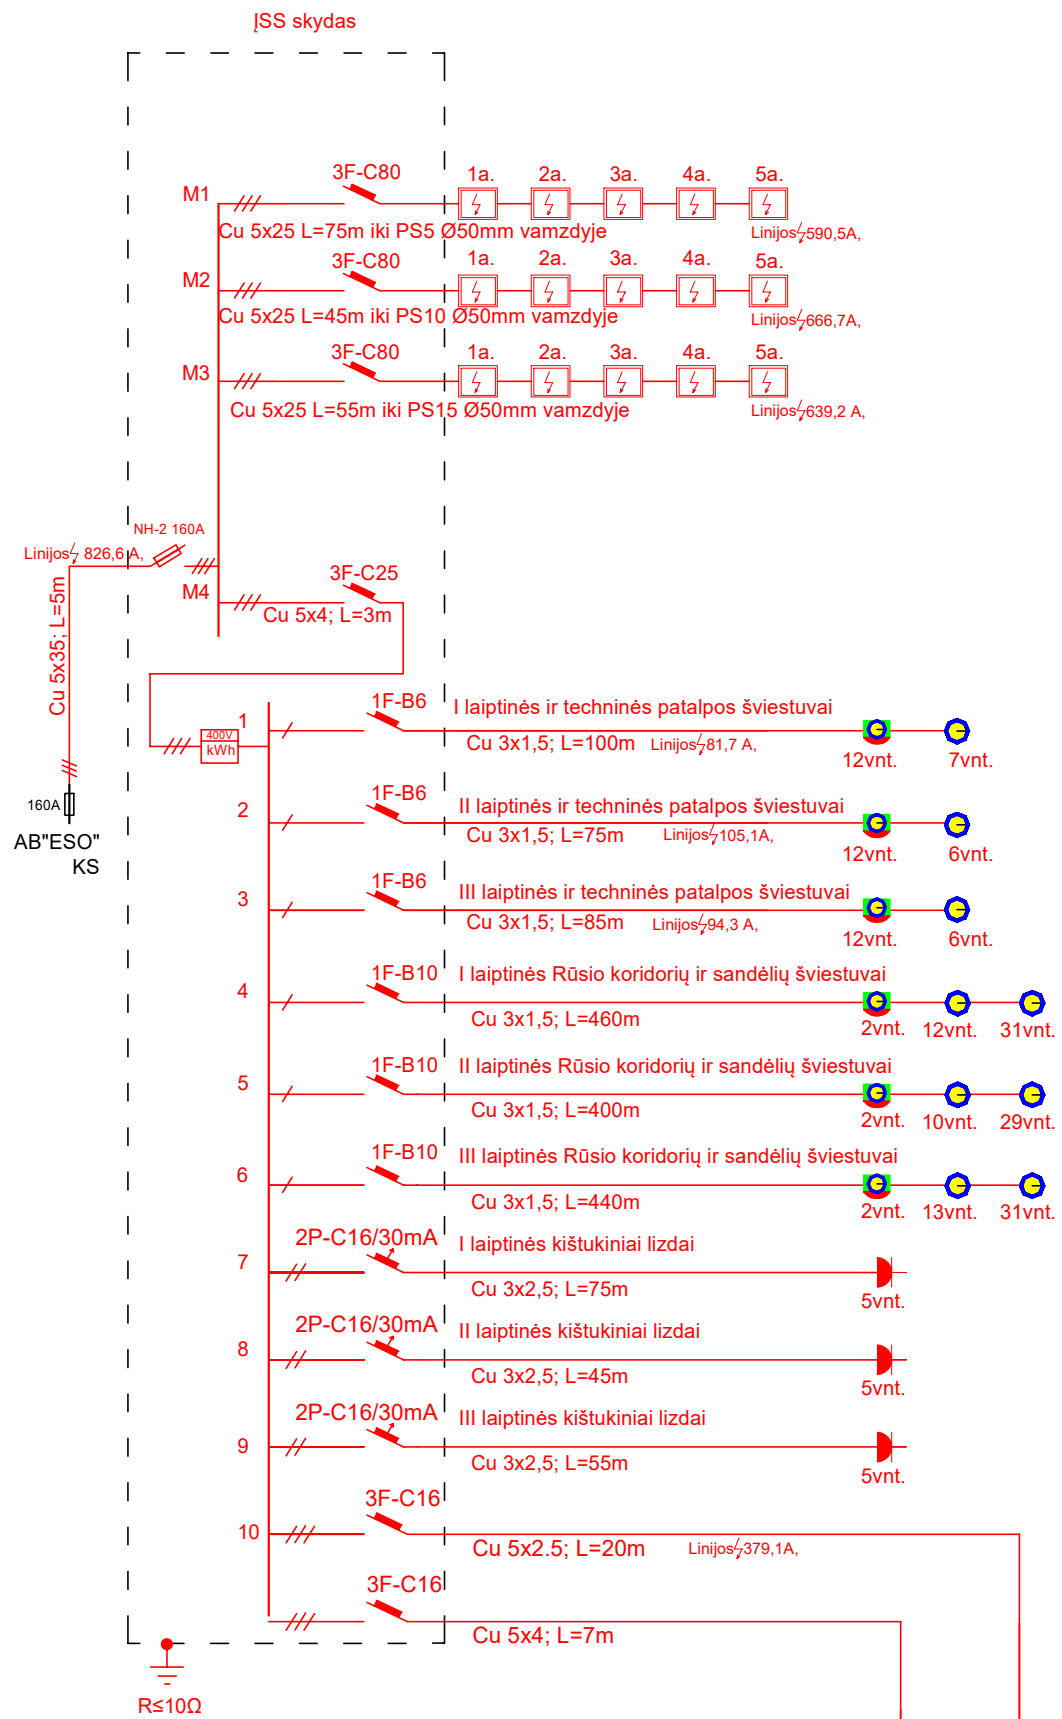 ĮSS skydas
M1
3F-C80
1a. 2a. 3a. 4a. 5a.
Cu 5x25 L=75m iki PS5 Ø50mm vamzdyje
Linijos 590,5A,
M2
3F-C80
1a. 2a. 3a. 4a. 5a.
Cu 5x25 L=45m iki PS10 Ø50mm vamzdyje
Linijos 666,7A,
M3
3F-C80
1a. 2a. 3a. 4a. 5a.
Cu 5x25 L=55m iki PS15 Ø50mm vamzdyje
Linijos 639,2 A,
NH-2 160A
Linijos 826,6 A,
M4
3F-C25
Cu 5x4; L=3m
Cu 5x35; L=5m
160A
AB"ESO"
KS
400V
kWh
1
1F-B6
I laiptinės ir techninės patalpos šviestuvai
Cu 3x1,5; L=100m
Linijos 81,7 A,
12vnt. 7vnt.
2
1F-B6
II laiptinės ir techninės patalpos šviestuvai
Cu 3x1,5; L=75m
Linijos 105,1A,
12vnt. 6vnt.
3
1F-B6
III laiptinės ir techninės patalpos šviestuvai
Cu 3x1,5; L=85m
Linijos 94,3 A,
12vnt. 6vnt.
4
1F-B10
I laiptinės Rūsio koridorių ir sandėlių šviestuvai
Cu 3x1,5; L=460m
2vnt. 12vnt. 31vnt.
5
1F-B10
II laiptinės Rūsio koridorių ir sandėlių šviestuvai
Cu 3x1,5; L=400m
2vnt. 10vnt. 29vnt.
6
1F-B10
III laiptinės Rūsio koridorių ir sandėlių šviestuvai
Cu 3x1,5; L=440m
2vnt. 13vnt. 31vnt.
7
2P-C16/30mA
I laiptinės kištukiniai lizdai
Cu 3x2,5; L=75m
5vnt.
8
2P-C16/30mA
II laiptinės kištukiniai lizdai
Cu 3x2,5; L=45m
5vnt.
9
2P-C16/30mA
III laiptinės kištukiniai lizdai
Cu 3x2,5; L=55m
5vnt.
10
3F-C16
Cu 5x2.5; L=20m
Linijos 379,1A,
3F-C16
Cu 5x4; L=7m
R≤10Ω